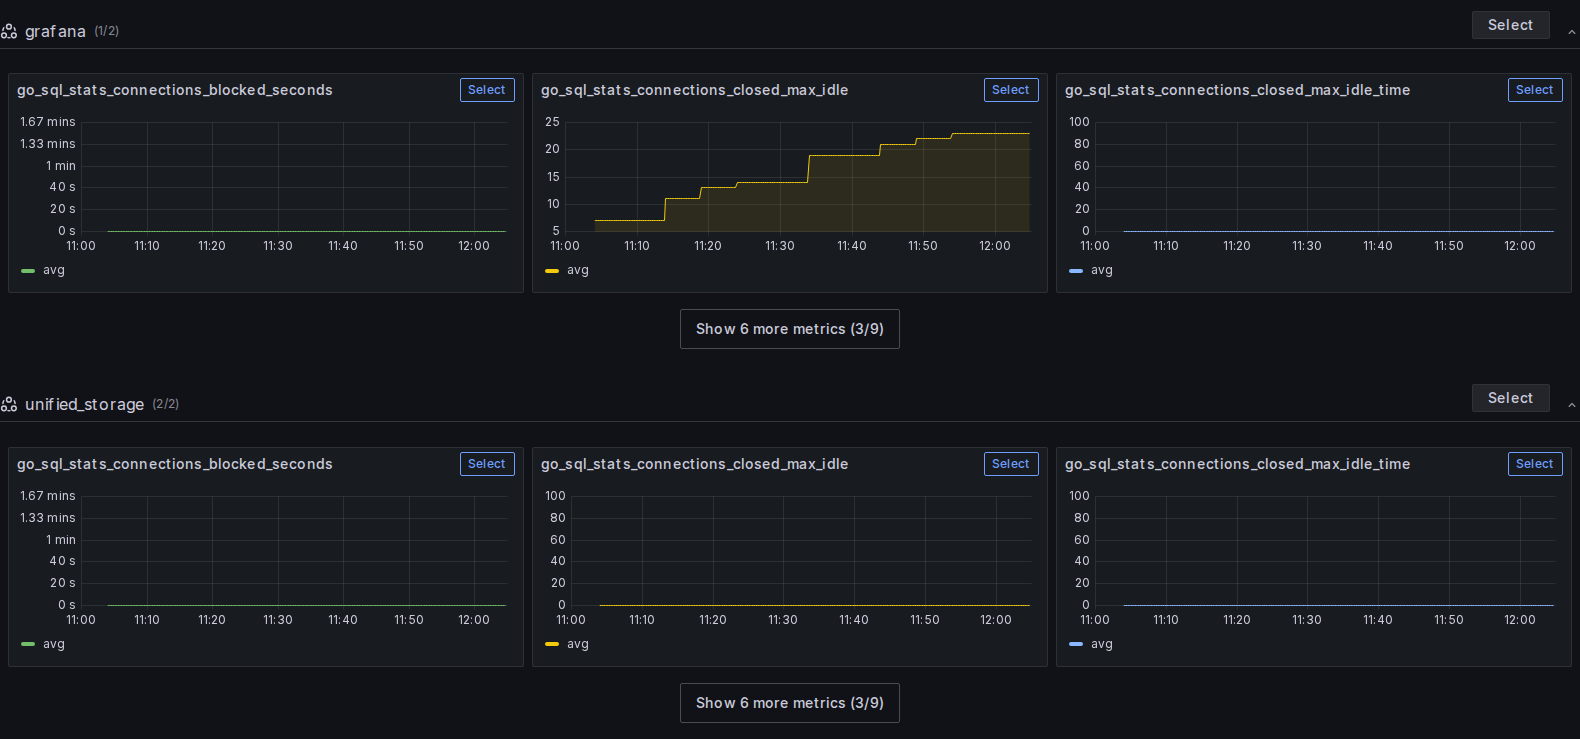 grafana (1/2)
Select
go_sql_stats_connections_blocked_seconds
Select
1.67 mins
1.33 mins
1 min
40 s
20 s
0 s
11:00 11:10 11:20 11:30 11:40 11:50 12:00
avg
go_sql_stats_connections_closed_max_idle
Select
25
20
15
10
5
11:00 11:10 11:20 11:30 11:40 11:50 12:00
avg
go_sql_stats_connections_closed_max_idle_time
Select
100
80
60
40
20
0
11:00 11:10 11:20 11:30 11:40 11:50 12:00
avg
Show 6 more metrics (3/9)
unified_storage (2/2)
Select
go_sql_stats_connections_blocked_seconds
Select
1.67 mins
1.33 mins
1 min
40 s
20 s
0 s
11:00 11:10 11:20 11:30 11:40 11:50 12:00
avg
go_sql_stats_connections_closed_max_idle
Select
100
80
60
40
20
0
11:00 11:10 11:20 11:30 11:40 11:50 12:00
avg
go_sql_stats_connections_closed_max_idle_time
Select
100
80
60
40
20
0
11:00 11:10 11:20 11:30 11:40 11:50 12:00
avg
Show 6 more metrics (3/9)